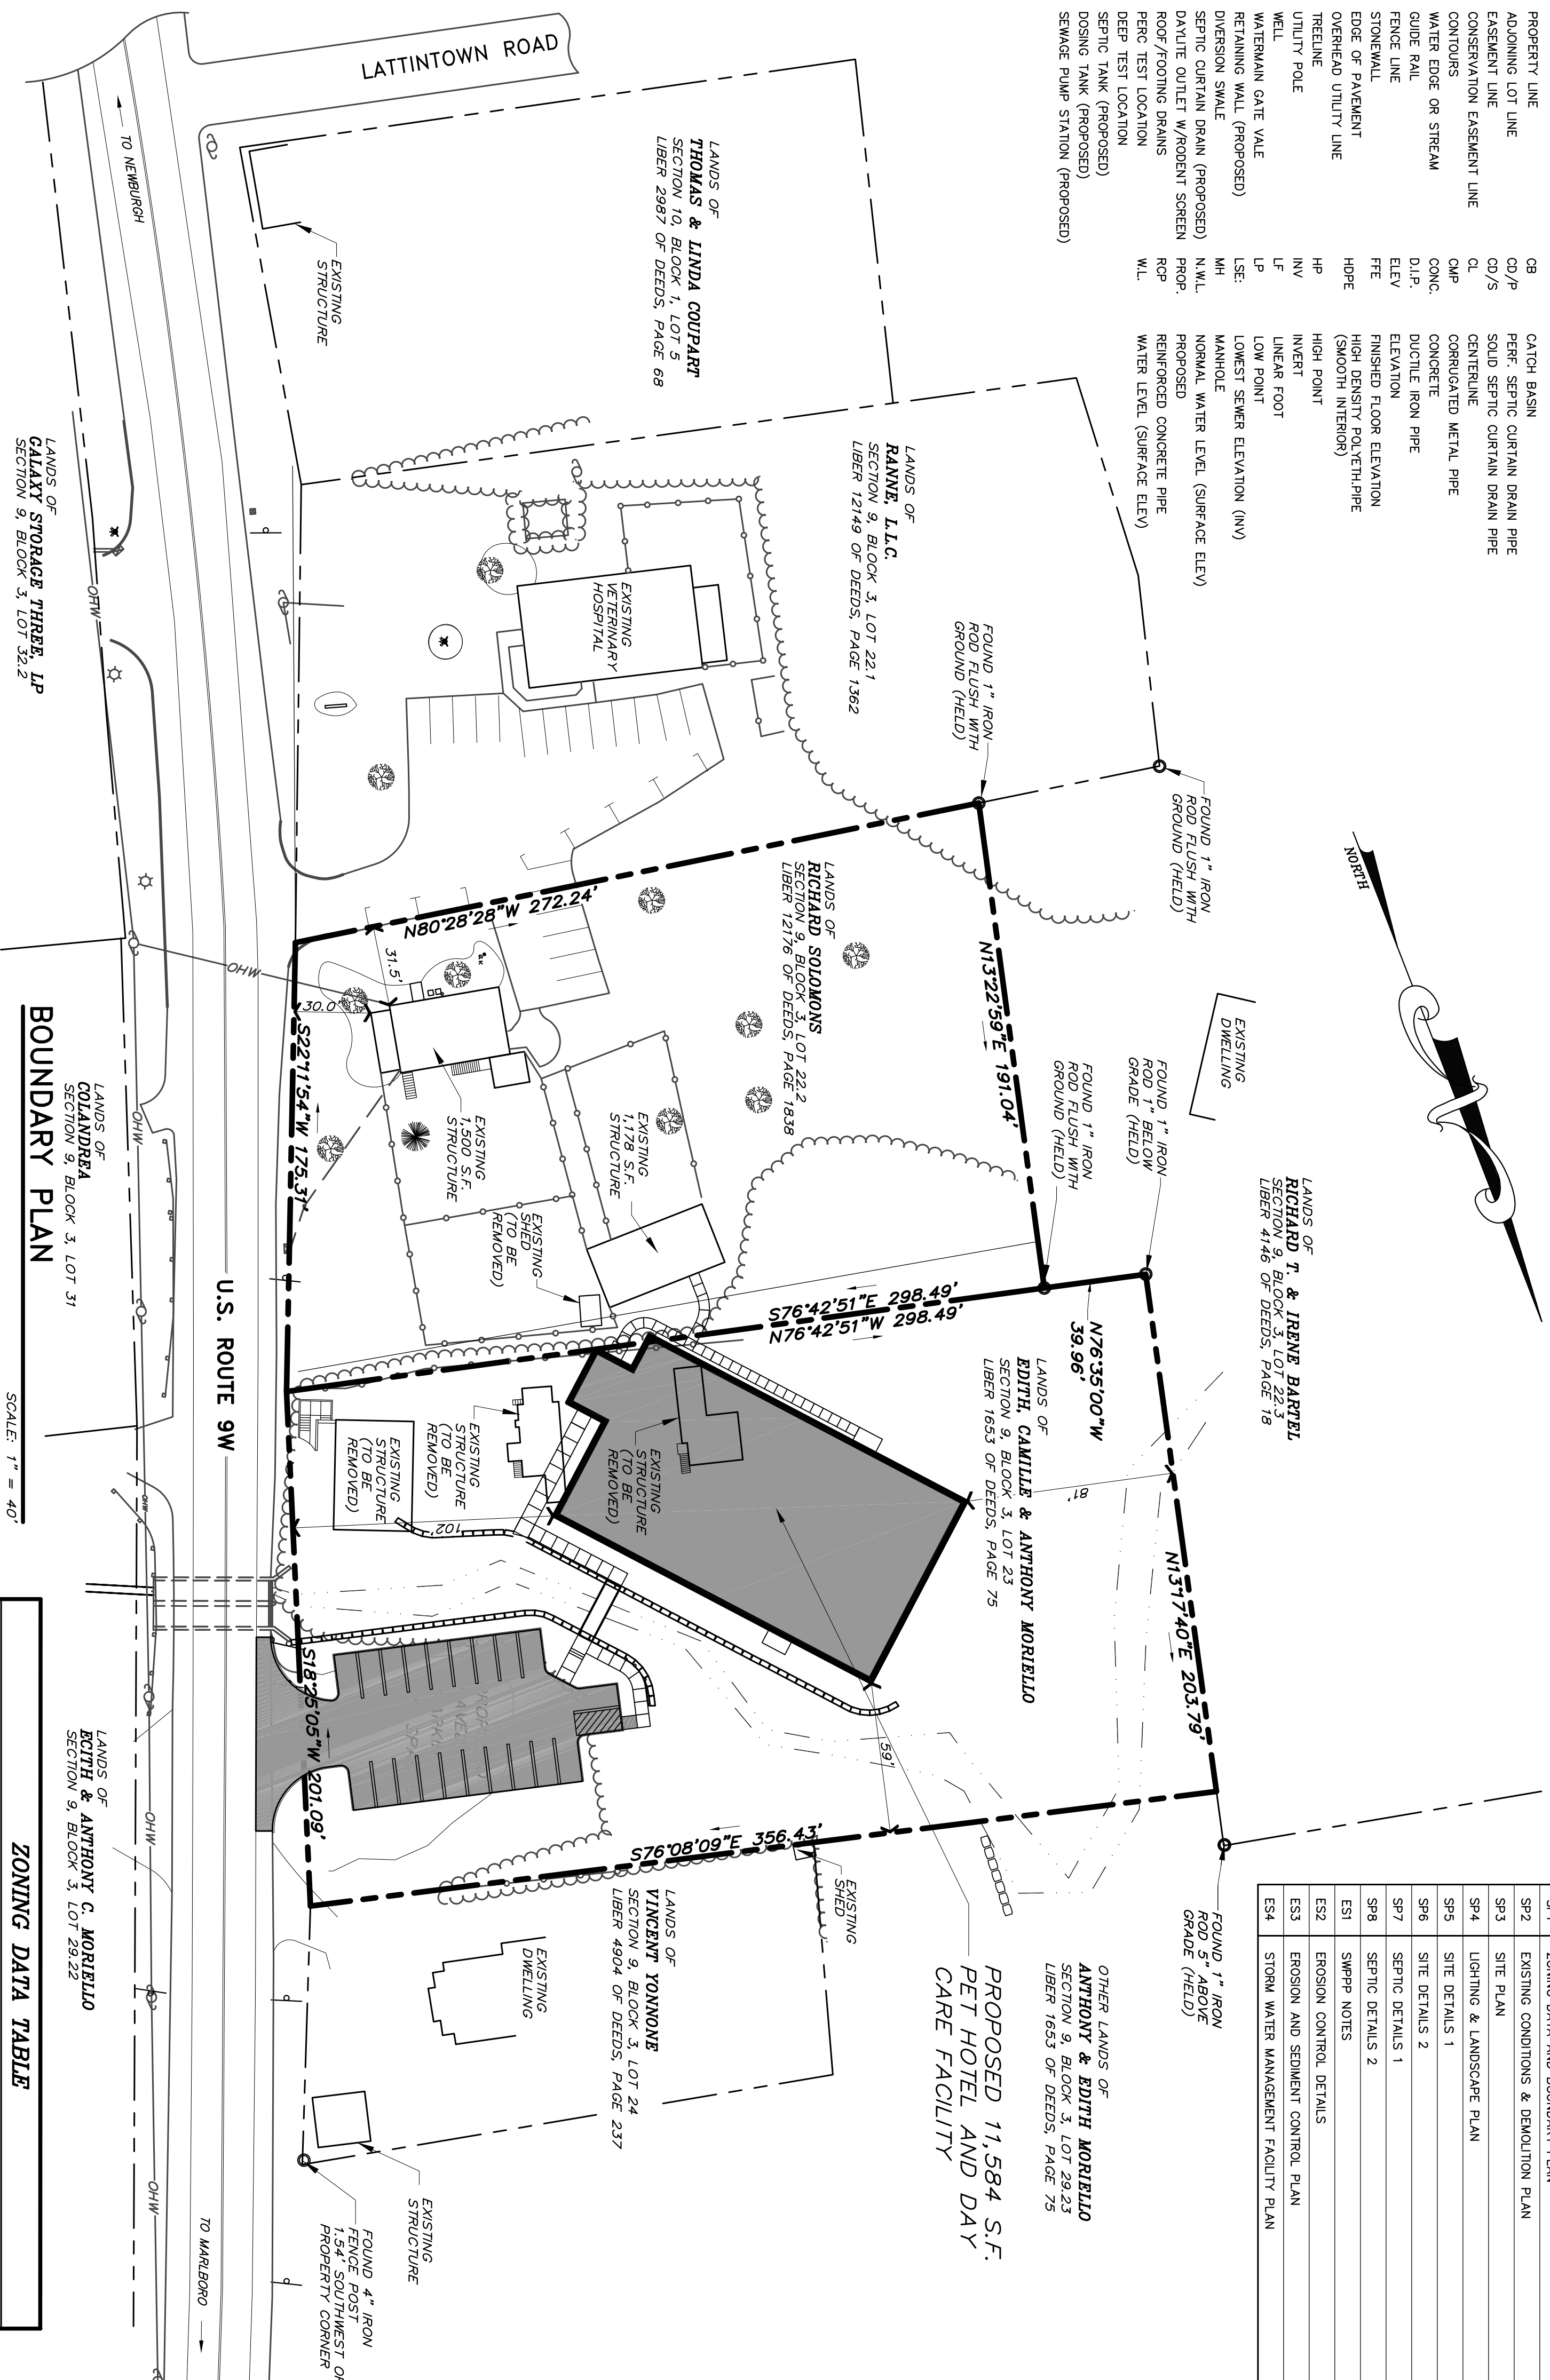 PROPERTY LINE
ADJOINING LOT LINE
EASEMENT LINE
CONSERVATION EASEMENT LINE
CONTOURS
WATER EDGE OR STREAM
GUIDE RAIL
FENCE LINE
STONEWALL
EDGE OF PAVEMENT
OVERHEAD UTILITY LINE
TREELINE
UTILITY POLE
WELL
WATERMAIN GATE VALE
RETAINING WALL (PROPOSED)
DIVERSION SWALE
SEPTIC CURTAIN DRAIN (PROPOSED)
DAYLITE OUTLET W/RODENT SCREEN
ROOF/FOOTING DRAINS
PERC TEST LOCATION
DEEP TEST LOCATION
SEPTIC TANK (PROPOSED)
DOSING TANK (PROPOSED)
SEWAGE PUMP STATION (PROPOSED)
CB CATCH BASIN
CD/P PERF. SEPTIC CURTAIN DRAIN PIPE
CD/S SOLID SEPTIC CURTAIN DRAIN PIPE
CL CENTERLINE
CMP CORRUGATED METAL PIPE
CONC. CONCRETE
D.I.P. DUCTILE IRON PIPE
ELEV ELEVATION
FFE FINISHED FLOOR ELEVATION
HDPE HIGH DENSITY POLYETH.PIPE
(SMOOTH INTERIOR)
HP HIGH POINT
INV INVERT
LF LINEAR FOOT
LP LOW POINT
LSE: LOWEST SEWER ELEVATION (INV)
MH MANHOLE
N.W.L. NORMAL WATER LEVEL (SURFACE ELEV)
PROP. PROPOSED
RCP REINFORCED CONCRETE PIPE
W.L. WATER LEVEL (SURFACE ELEV)
NORTH
SP2 EXISTING CONDITIONS & DEMOLITION PLAN
SP3 SITE PLAN
SP4 LIGHTING & LANDSCAPE PLAN
SP5 SITE DETAILS 1
SP6 SITE DETAILS 2
SP7 SEPTIC DETAILS 1
SP8 SEPTIC DETAILS 2
ES1 SWPPP NOTES
ES2 EROSION CONTROL DETAILS
ES3 EROSION AND SEDIMENT CONTROL PLAN
ES4 STORM WATER MANAGEMENT FACILITY PLAN
LATTINTOWN ROAD
TO NEWBURGH
LANDS OF
THOMAS & LINDA COUPART
SECTION 10, BLOCK 1, LOT 5
LIBER 2987 OF DEEDS, PAGE 68
EXISTING
STRUCTURE
LANDS OF
RANNE, L.L.C.
SECTION 9, BLOCK 3, LOT 22.1
LIBER 12149 OF DEEDS, PAGE 1362
EXISTING
VETERINARY
HOSPITAL
FOUND 1" IRON
ROD FLUSH WITH
GROUND (HELD)
FOUND 1" IRON
ROD FLUSH WITH
GROUND (HELD)
LANDS OF
RICHARD SOLOMONS
SECTION 9, BLOCK 3, LOT 22.2
LIBER 12176 OF DEEDS, PAGE 1838
N80°28'28"W 272.24'
N13°22'59"E 191.04'
31.5'
30.0'
S22°11'54"W 175.31'
EXISTING
1,500 S.F.
STRUCTURE
EXISTING
1,178 S.F.
STRUCTURE
EXISTING
SHED
(TO BE
REMOVED)
EXISTING
DWELLING
FOUND 1" IRON
ROD 1" BELOW
GRADE (HELD)
FOUND 1" IRON
ROD FLUSH WITH
GROUND (HELD)
LANDS OF
RICHARD T. & IRENE BARTEL
SECTION 9, BLOCK 3, LOT 22.3
LIBER 4146 OF DEEDS, PAGE 18
S76°42'51"E 298.49'
N76°42'51"W 298.49'
N76°35'00"W
39.96'
LANDS OF
EDITH, CAMILLE & ANTHONY MORIELLO
SECTION 9, BLOCK 3, LOT 23
LIBER 1653 OF DEEDS, PAGE 75
N13°17'40"E 203.79'
81'
102'
59'
EXISTING
STRUCTURE
(TO BE
REMOVED)
EXISTING
STRUCTURE
(TO BE
REMOVED)
EXISTING
STRUCTURE
(TO BE
REMOVED)
S18°25'05"W 201.09'
S76°08'09"E 356.43'
EXISTING
SHED
FOUND 1" IRON
ROD 5" ABOVE
GRADE (HELD)
OTHER LANDS OF
ANTHONY & EDITH MORIELLO
SECTION 9, BLOCK 3, LOT 29.23
LIBER 1653 OF DEEDS, PAGE 75
PROPOSED 11,584 S.F.
PET HOTEL AND DAY
CARE FACILITY
LANDS OF
VINCENT YONNONE
SECTION 9, BLOCK 3, LOT 24
LIBER 4904 OF DEEDS, PAGE 237
EXISTING
DWELLING
EXISTING
STRUCTURE
FOUND 4" IRON
FENCE POST
1.54' SOUTHWEST OF
PROPERTY CORNER
U.S. ROUTE 9W
TO MARLBORO
OHW
OHW
OHW
OHW
OHW
OHW
OHW
LANDS OF
GALAXY STORAGE THREE, LP
SECTION 9, BLOCK 3, LOT 32.2
LANDS OF
COLANDREA
SECTION 9, BLOCK 3, LOT 31
LANDS OF
ECITH & ANTHONY C. MORIELLO
SECTION 9, BLOCK 3, LOT 29.22
BOUNDARY PLAN
SCALE: 1" = 40'
ZONING DATA TABLE